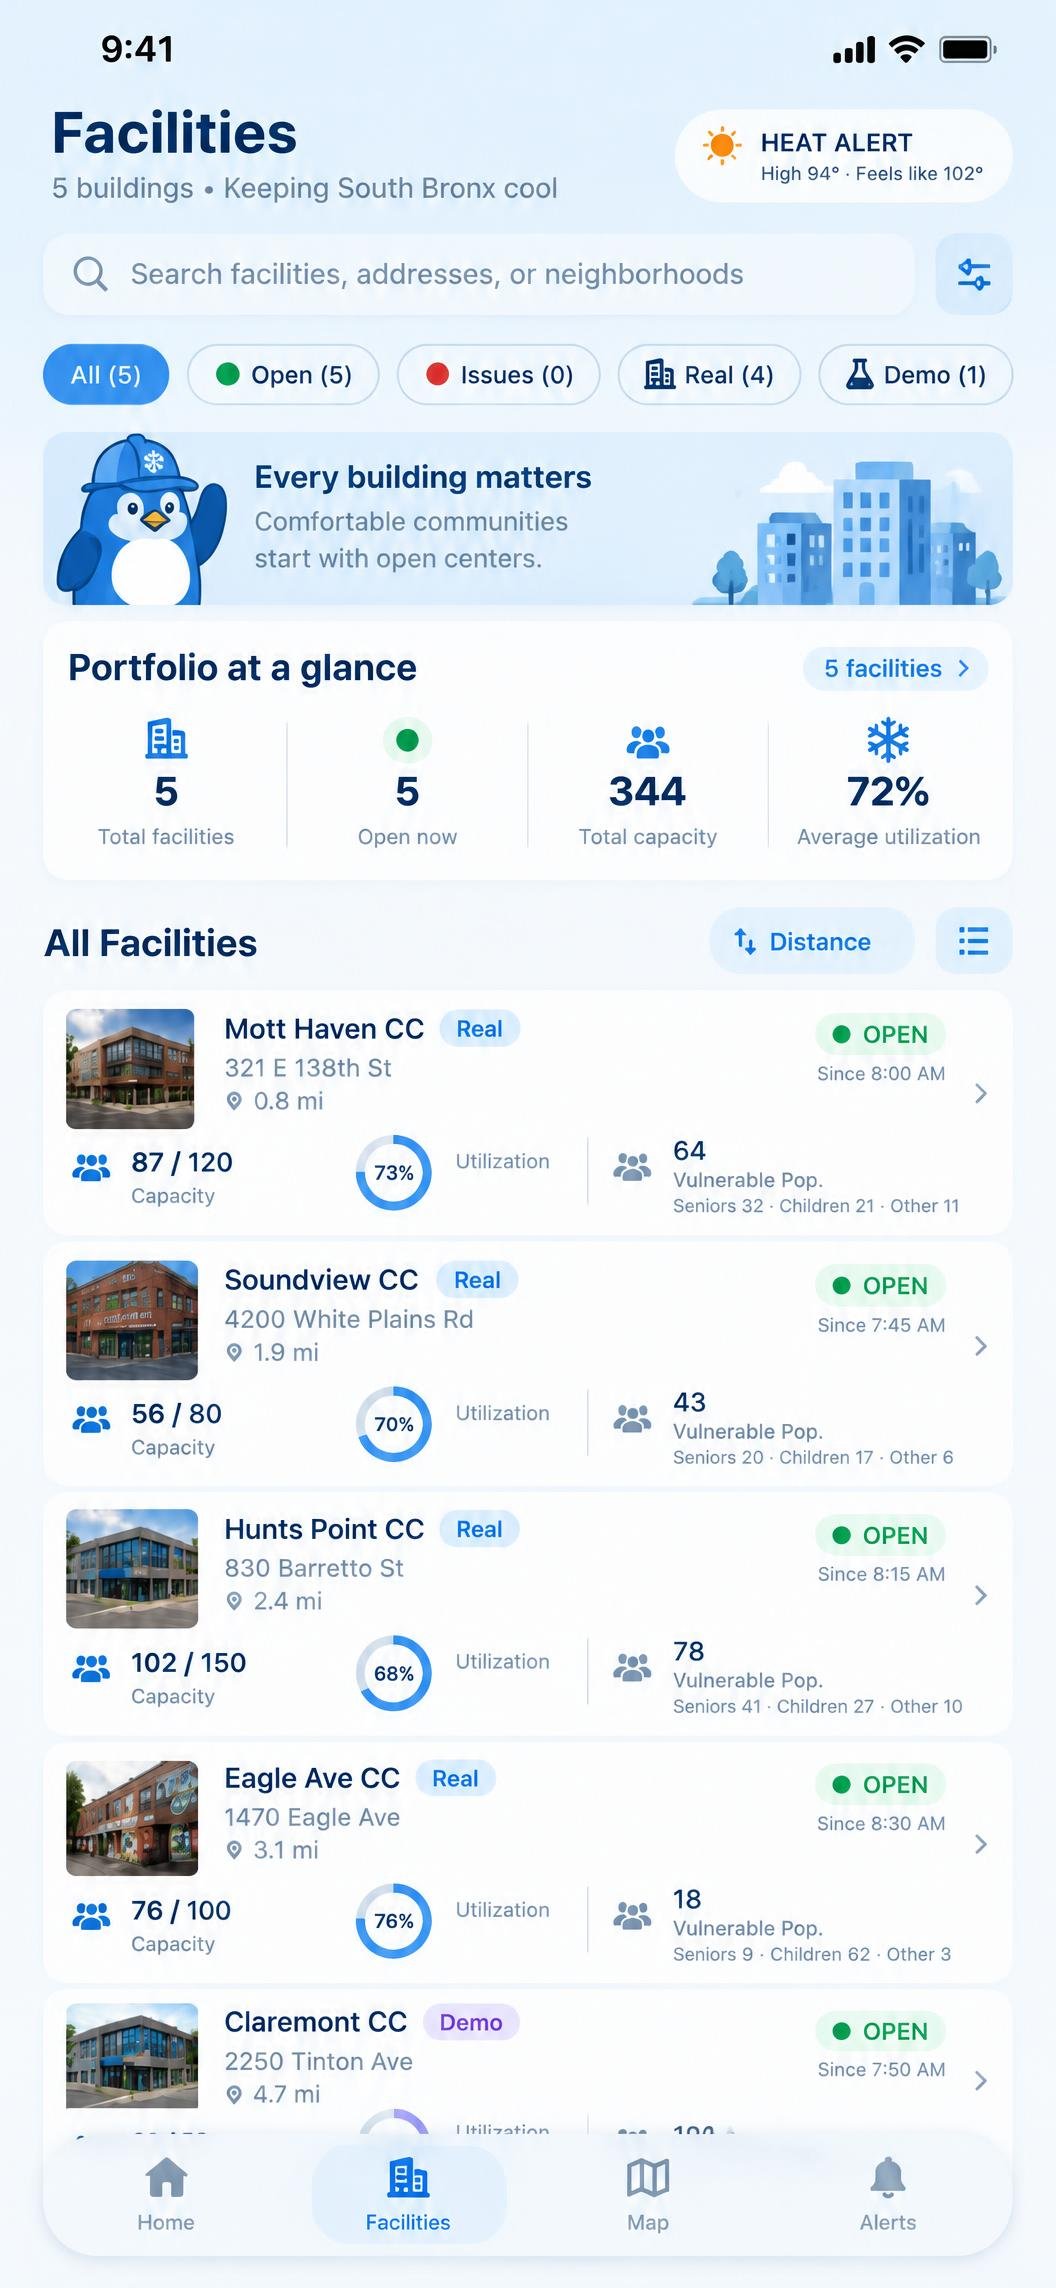 9:41
Facilities
5 buildings • Keeping South Bronx cool
HEAT ALERT
High 94° · Feels like 102°
Search facilities, addresses, or neighborhoods
All (5)
Open (5)
Issues (0)
Real (4)
Demo (1)
Every building matters
Comfortable communities
start with open centers.
Portfolio at a glance
5 facilities
5
Total facilities
5
Open now
344
Total capacity
72%
Average utilization
All Facilities
Distance
Mott Haven CC
Real
321 E 138th St
0.8 mi
OPEN
Since 8:00 AM
87 / 120
Capacity
73%
Utilization
64
Vulnerable Pop.
Seniors 32 · Children 21 · Other 11
Soundview CC
Real
4200 White Plains Rd
1.9 mi
OPEN
Since 7:45 AM
56 / 80
Capacity
70%
Utilization
43
Vulnerable Pop.
Seniors 20 · Children 17 · Other 6
Hunts Point CC
Real
830 Barretto St
2.4 mi
OPEN
Since 8:15 AM
102 / 150
Capacity
68%
Utilization
78
Vulnerable Pop.
Seniors 41 · Children 27 · Other 10
Eagle Ave CC
Real
1470 Eagle Ave
3.1 mi
OPEN
Since 8:30 AM
76 / 100
Capacity
76%
Utilization
18
Vulnerable Pop.
Seniors 9 · Children 62 · Other 3
Claremont CC
Demo
2250 Tinton Ave
4.7 mi
OPEN
Since 7:50 AM
Utilization
Home
Facilities
Map
Alerts